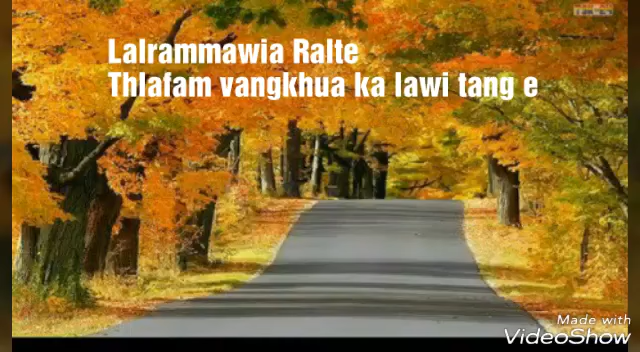 Lalrammawia Ralte
Thlafam vangkhua ka lawi tang e
Made with
VideoShow